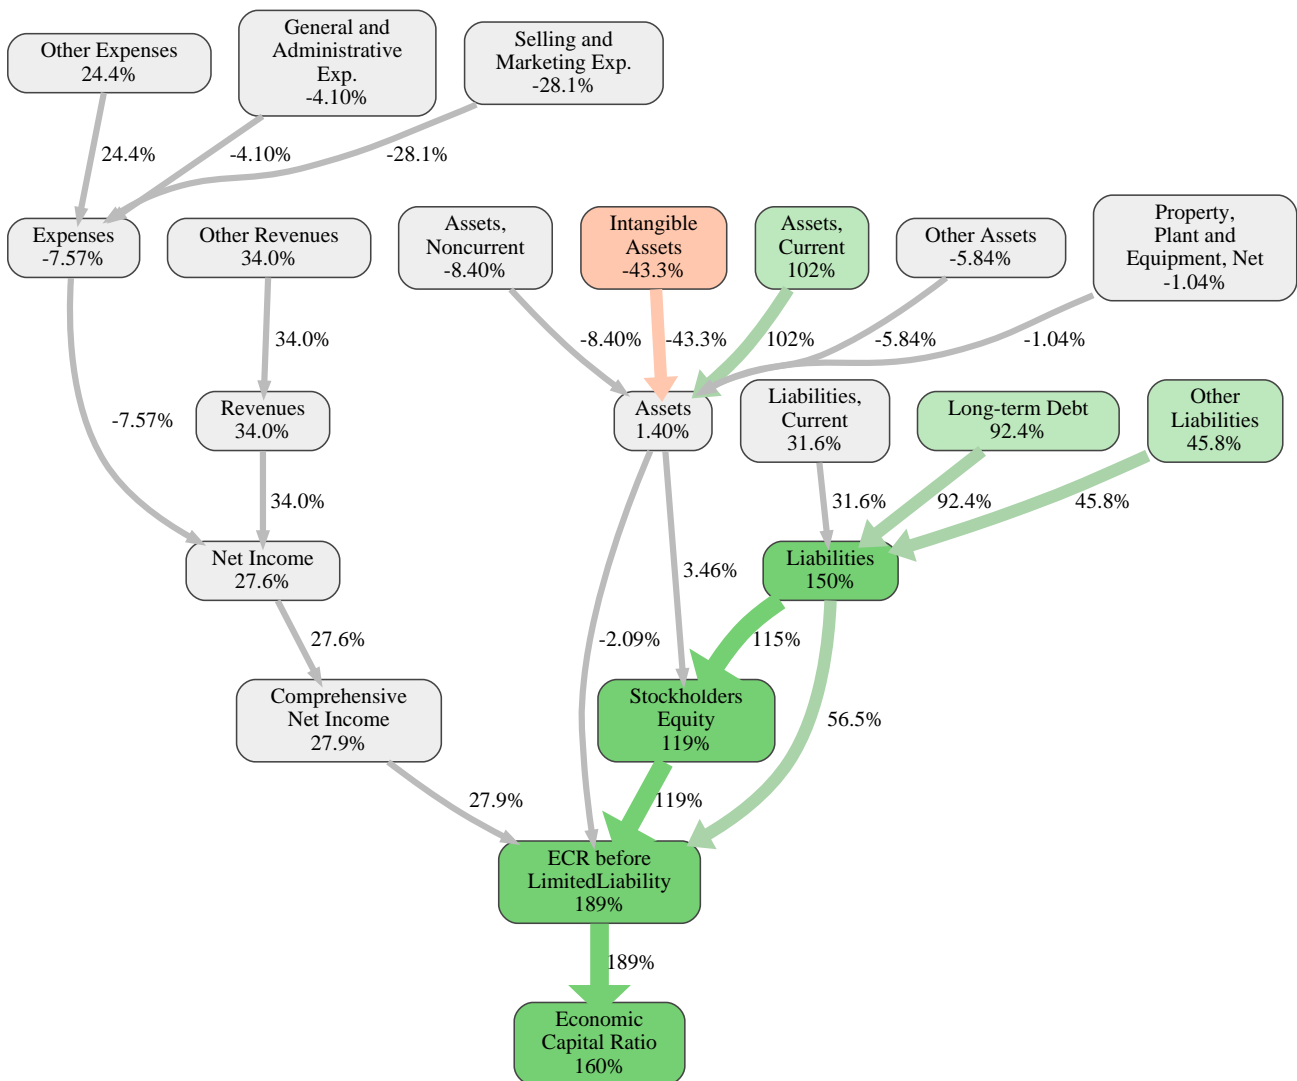 Other Expenses
24.4%
General and
Administrative
Exp.
-4.10%
Selling and
Marketing Exp.
-28.1%
24.4%
-4.10%
-28.1%
Expenses
-7.57%
Other Revenues
34.0%
Assets,
Noncurrent
-8.40%
Intangible
Assets
-43.3%
Assets,
Current
102%
Other Assets
-5.84%
Property,
Plant and
Equipment, Net
-1.04%
34.0%
-8.40%
-43.3%
102%
-5.84%
-1.04%
-7.57%
Revenues
34.0%
Assets
1.40%
Liabilities,
Current
31.6%
Long-term Debt
92.4%
Other
Liabilities
45.8%
34.0%
31.6%
92.4%
45.8%
Net Income
27.6%
3.46%
Liabilities
150%
27.6%
-2.09%
115%
Comprehensive
Net Income
27.9%
Stockholders
Equity
119%
56.5%
27.9%
119%
ECR before
LimitedLiability
189%
189%
Economic
Capital Ratio
160%